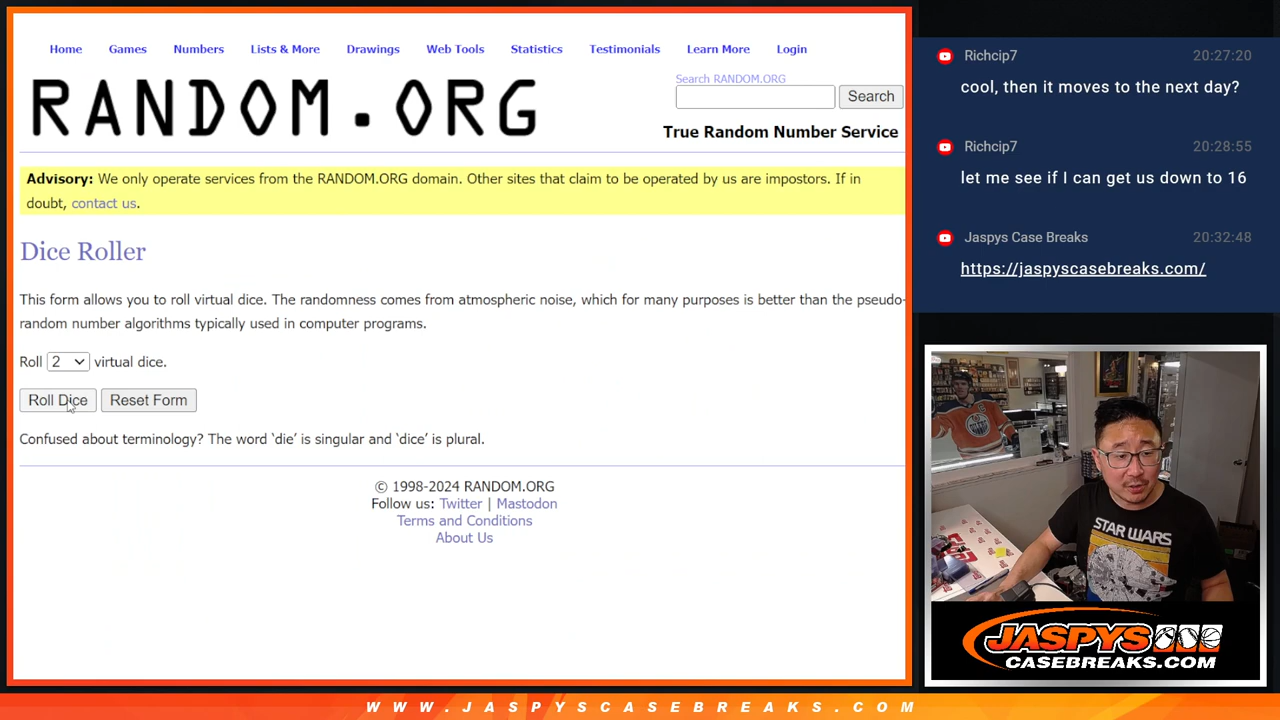 Home Games Numbers Lists & More Drawings Web Tools Statistics Testimonials Learn More Login
RANDOM.ORG
Search RANDOM.ORG
Search
True Random Number Service
Advisory: We only operate services from the RANDOM.ORG domain. Other sites that claim to be operated by us are impostors. If in
doubt, contact us.
Dice Roller
This form allows you to roll virtual dice. The randomness comes from atmospheric noise, which for many purposes is better than the pseudo-
random number algorithms typically used in computer programs.
Roll 2 virtual dice.
Roll Dice Reset Form
Confused about terminology? The word ‘die’ is singular and ‘dice’ is plural.
© 1998-2024 RANDOM.ORG
Follow us: Twitter | Mastodon
Terms and Conditions
About Us
Richcip7 20:27:20
cool, then it moves to the next day?
Richcip7 20:28:55
let me see if I can get us down to 16
Jaspys Case Breaks 20:32:48
https://jaspyscasebreaks.com/
STAR WARS
JASPYS
CASEBREAKS.COM
WWW.JASPYSCASEBREAKS.COM